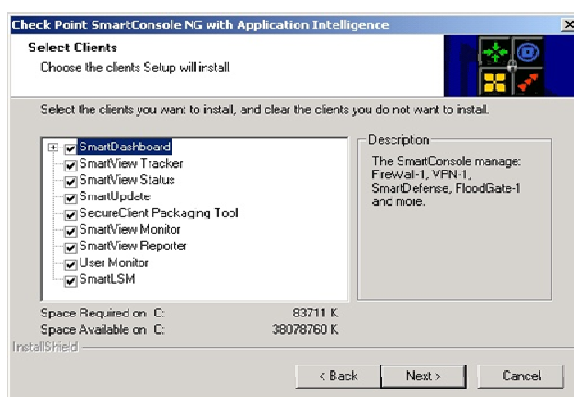 Check Point SmartConsole NG with Application Intelligence
Select Clients
Choose the clients Setup will install
Select the clients you want to install, and clear the clients you do not want to install.
SmartDashboard
SmartView Tracker
SmartView Status
SmartUpdate
SecureClient Packaging Tool
SmartView Monitor
SmartView Reporter
User Monitor
SmartLSM
Description
The SmartConsole manage:
FireWall-1, VPN-1,
SmartDefense, FloodGate-1
and more.
Space Required on C: 83711 K
Space Available on C: 38078760 K
InstallShield
< Back Next > Cancel